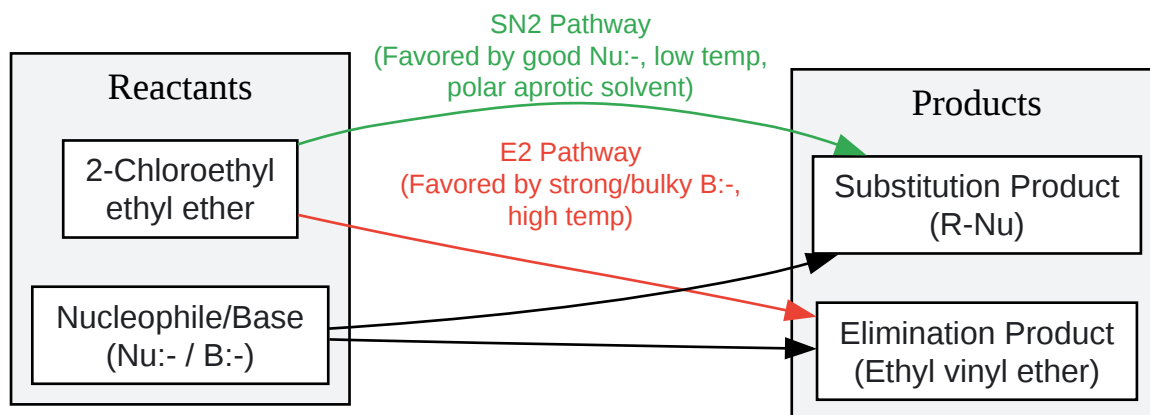 SN2 Pathway
(Favored by good Nu:-, low temp,
polar aprotic solvent)
Reactants
Products
2-Chloroethyl
ethyl ether
E2 Pathway
(Favored by strong/bulky B:-,
high temp)
Substitution Product
(R-Nu)
Nucleophile/Base
(Nu:- / B:-)
Elimination Product
(Ethyl vinyl ether)